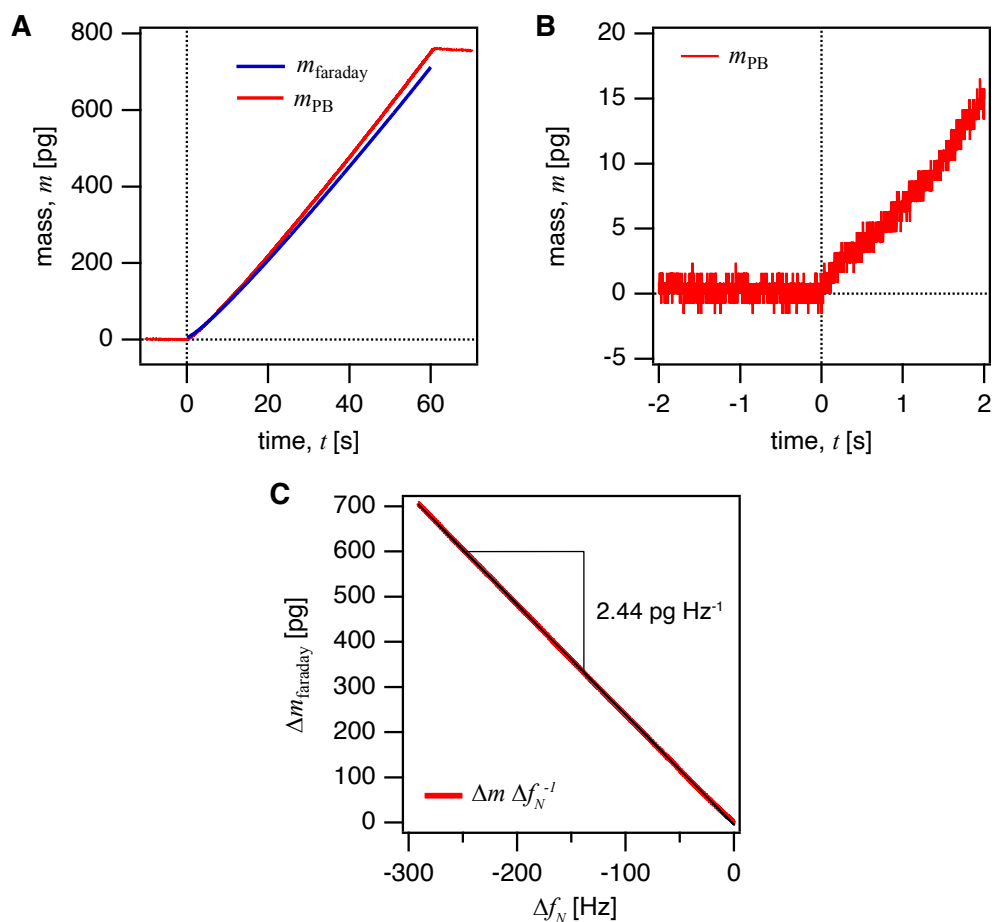 A
800
600
400
200
0
mass, m [pg]
m_faraday
m_PB
0
20
40
60
time, t [s]
B
20
15
10
5
0
-5
mass, m [pg]
m_PB
-2
-1
0
1
2
time, t [s]
C
700
600
500
400
300
200
100
0
Δm_faraday [pg]
2.44 pg Hz⁻¹
Δm Δf_N⁻¹
-300
-200
-100
0
Δf_N [Hz]